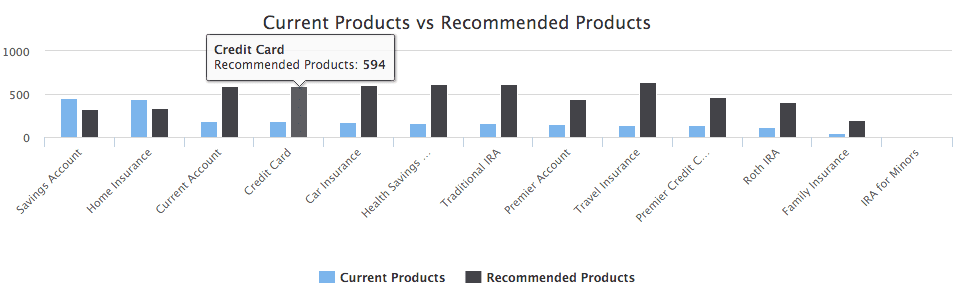 Current Products vs Recommended Products
Credit Card
Recommended Products: 594
1000
500
0
Savings Account
Home Insurance
Current Account
Credit Card
Car Insurance
Health Savings ...
Traditional IRA
Premier Account
Travel Insurance
Premier Credit C...
Roth IRA
Family Insurance
IRA for Minors
Current Products
Recommended Products